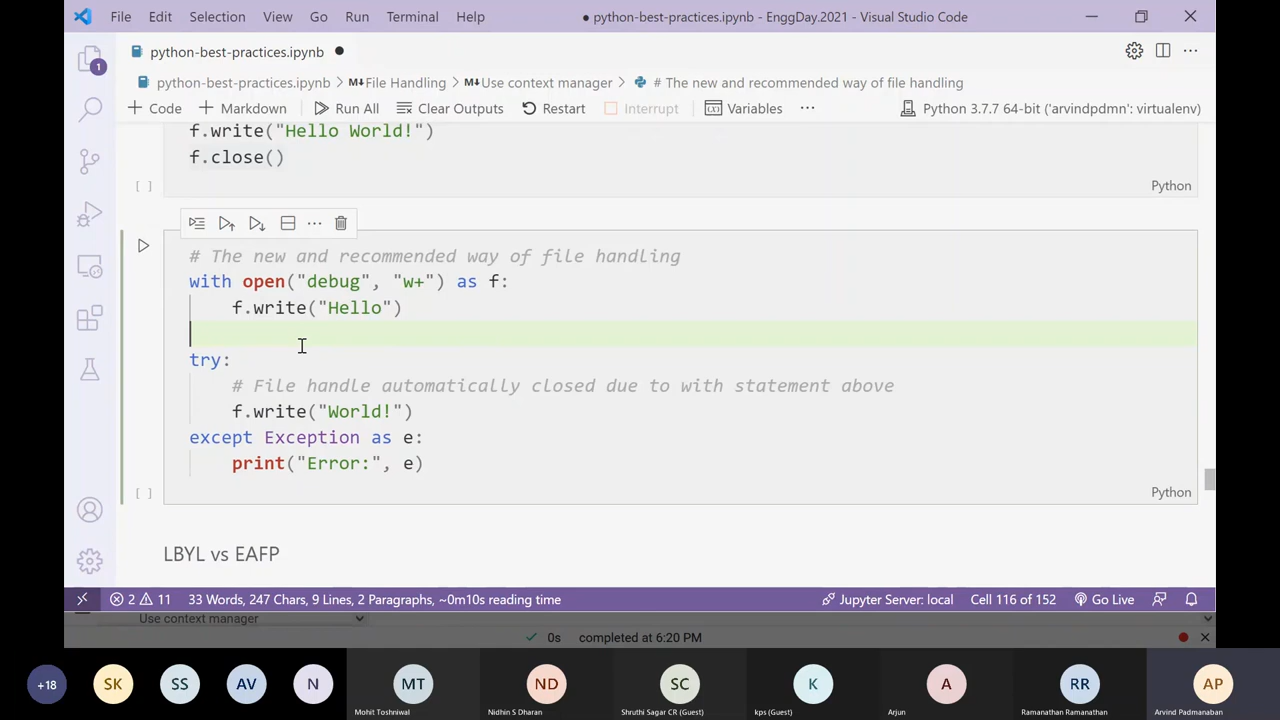 File Edit Selection View Go Run Terminal Help ● python-best-practices.ipynb - EnggDay.2021 - Visual Studio Code
python-best-practices.ipynb ●
python-best-practices.ipynb > M↓File Handling > M↓Use context manager > # The new and recommended way of file handling
+ Code + Markdown Run All Clear Outputs Restart Interrupt Variables ... Python 3.7.7 64-bit ('arvindpdmn': virtualenv)
1
f.write("Hello World!")
f.close()
[ ] Python
# The new and recommended way of file handling
with open("debug", "w+") as f:
f.write("Hello")
try:
# File handle automatically closed due to with statement above
f.write("World!")
except Exception as e:
print("Error:", e)
[ ] Python
LBYL vs EAFP
2 11 33 Words, 247 Chars, 9 Lines, 2 Paragraphs, ~0m10s reading time Jupyter Server: local Cell 116 of 152 Go Live
Use context manager
✓ 0s completed at 6:20 PM
+18 SK SS AV N MT ND SC K A RR AP
Mohit Toshniwal Nidhin S Dharan Shruthi Sagar CR (Guest) kps (Guest) Arjun Ramanathan Ramanathan Arvind Padmanaban